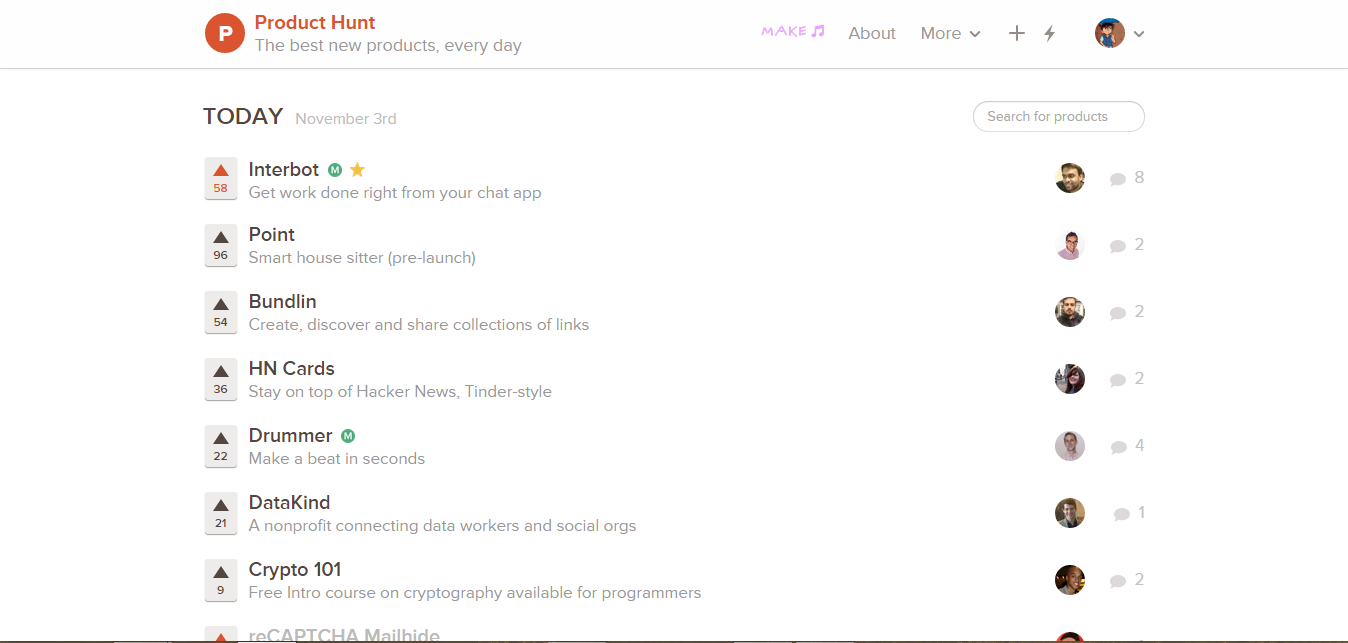 P
Product Hunt
The best new products, every day
MAKE
About
More
TODAY
November 3rd
Search for products
58
Interbot M
Get work done right from your chat app
8
96
Point
Smart house sitter (pre-launch)
2
54
Bundlin
Create, discover and share collections of links
2
36
HN Cards
Stay on top of Hacker News, Tinder-style
2
22
Drummer M
Make a beat in seconds
4
21
DataKind
A nonprofit connecting data workers and social orgs
1
9
Crypto 101
Free Intro course on cryptography available for programmers
2
reCAPTCHA Mailhide